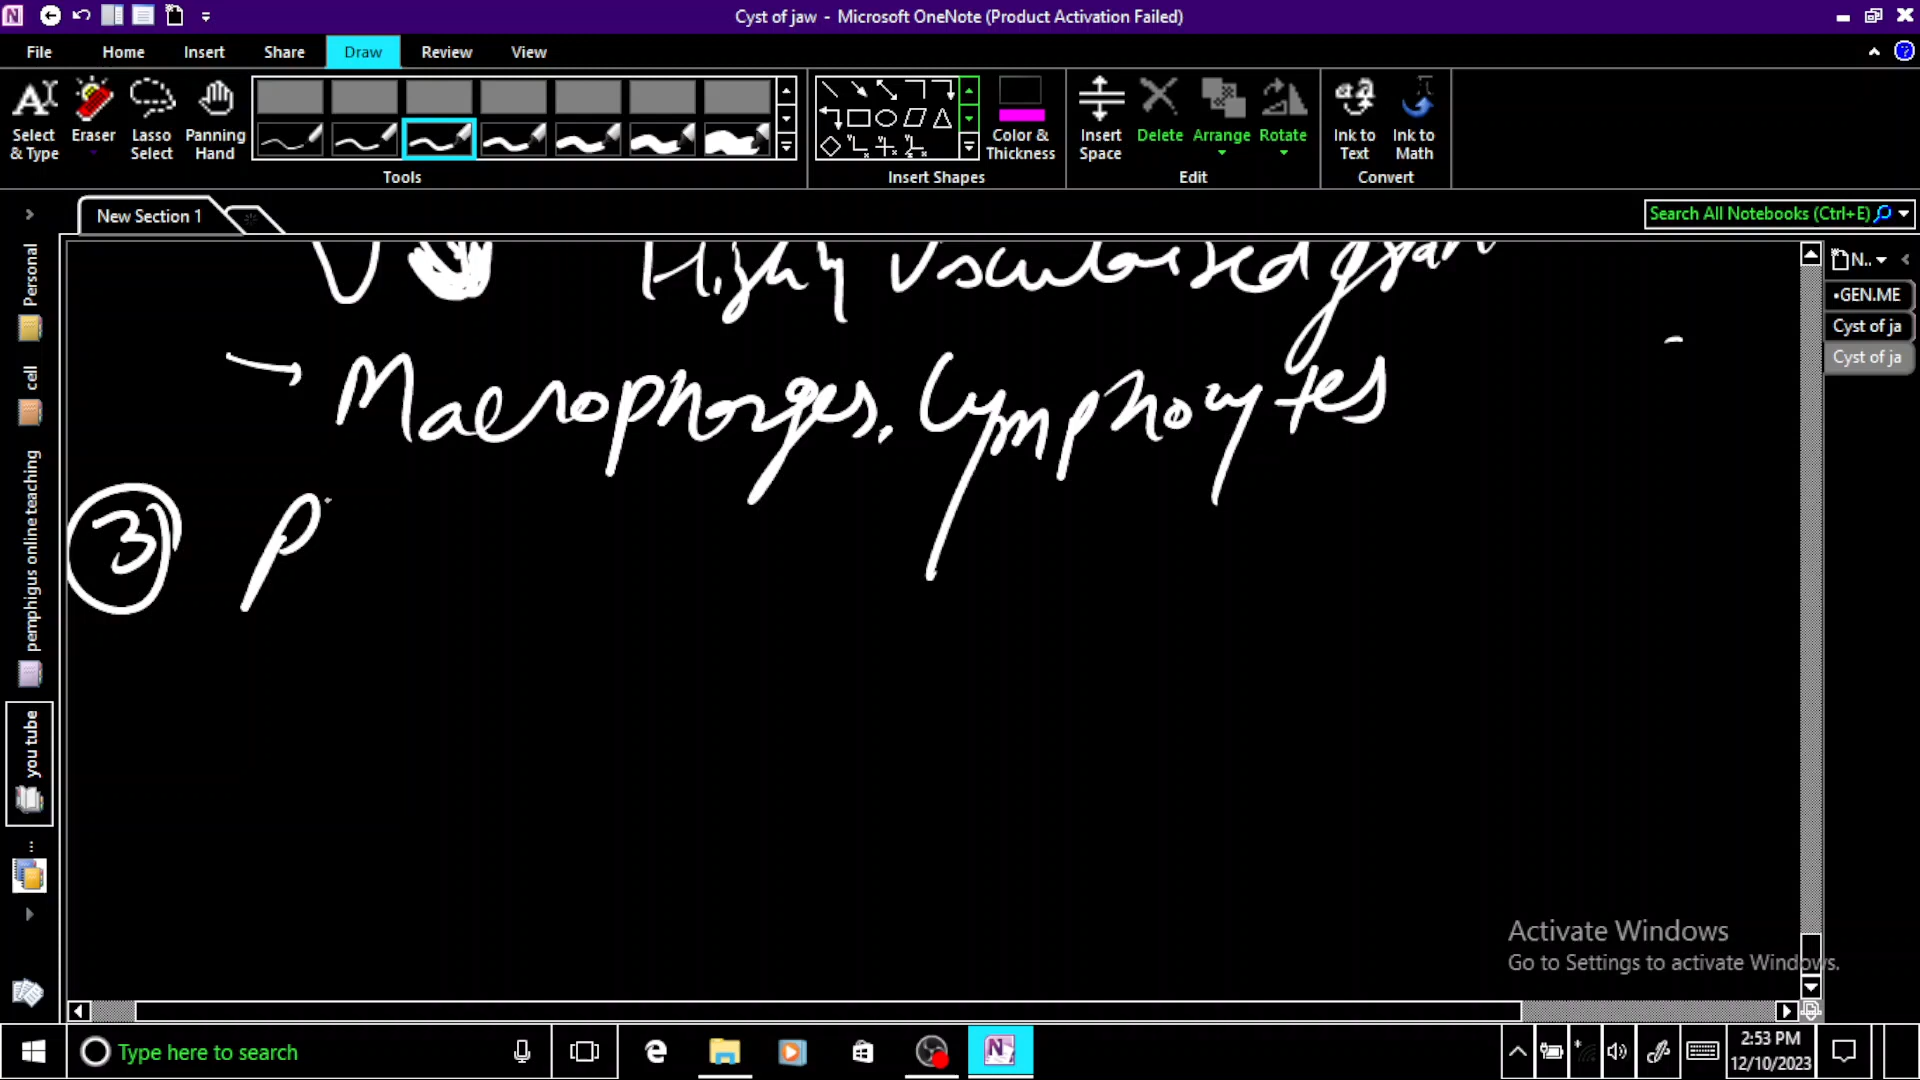 Cyst of jaw - Microsoft OneNote (Product Activation Failed)
File Home Insert Share Draw Review View
Select & Type
Eraser
Lasso Select
Panning Hand
Color & Thickness
Insert Space
Delete
Arrange
Rotate
Ink to Text
Ink to Math
Tools
Insert Shapes
Edit
Convert
New Section 1
Search All Notebooks (Ctrl+E)
Personal
cell
pemphigus online teaching
you tube
N..
•GEN.ME
Cyst of ja
Cyst of ja
Highly
→ Macrophages, Lymphocytes
3 P
Activate Windows
Go to Settings to activate Windows.
Type here to search
2:53 PM
12/10/2023